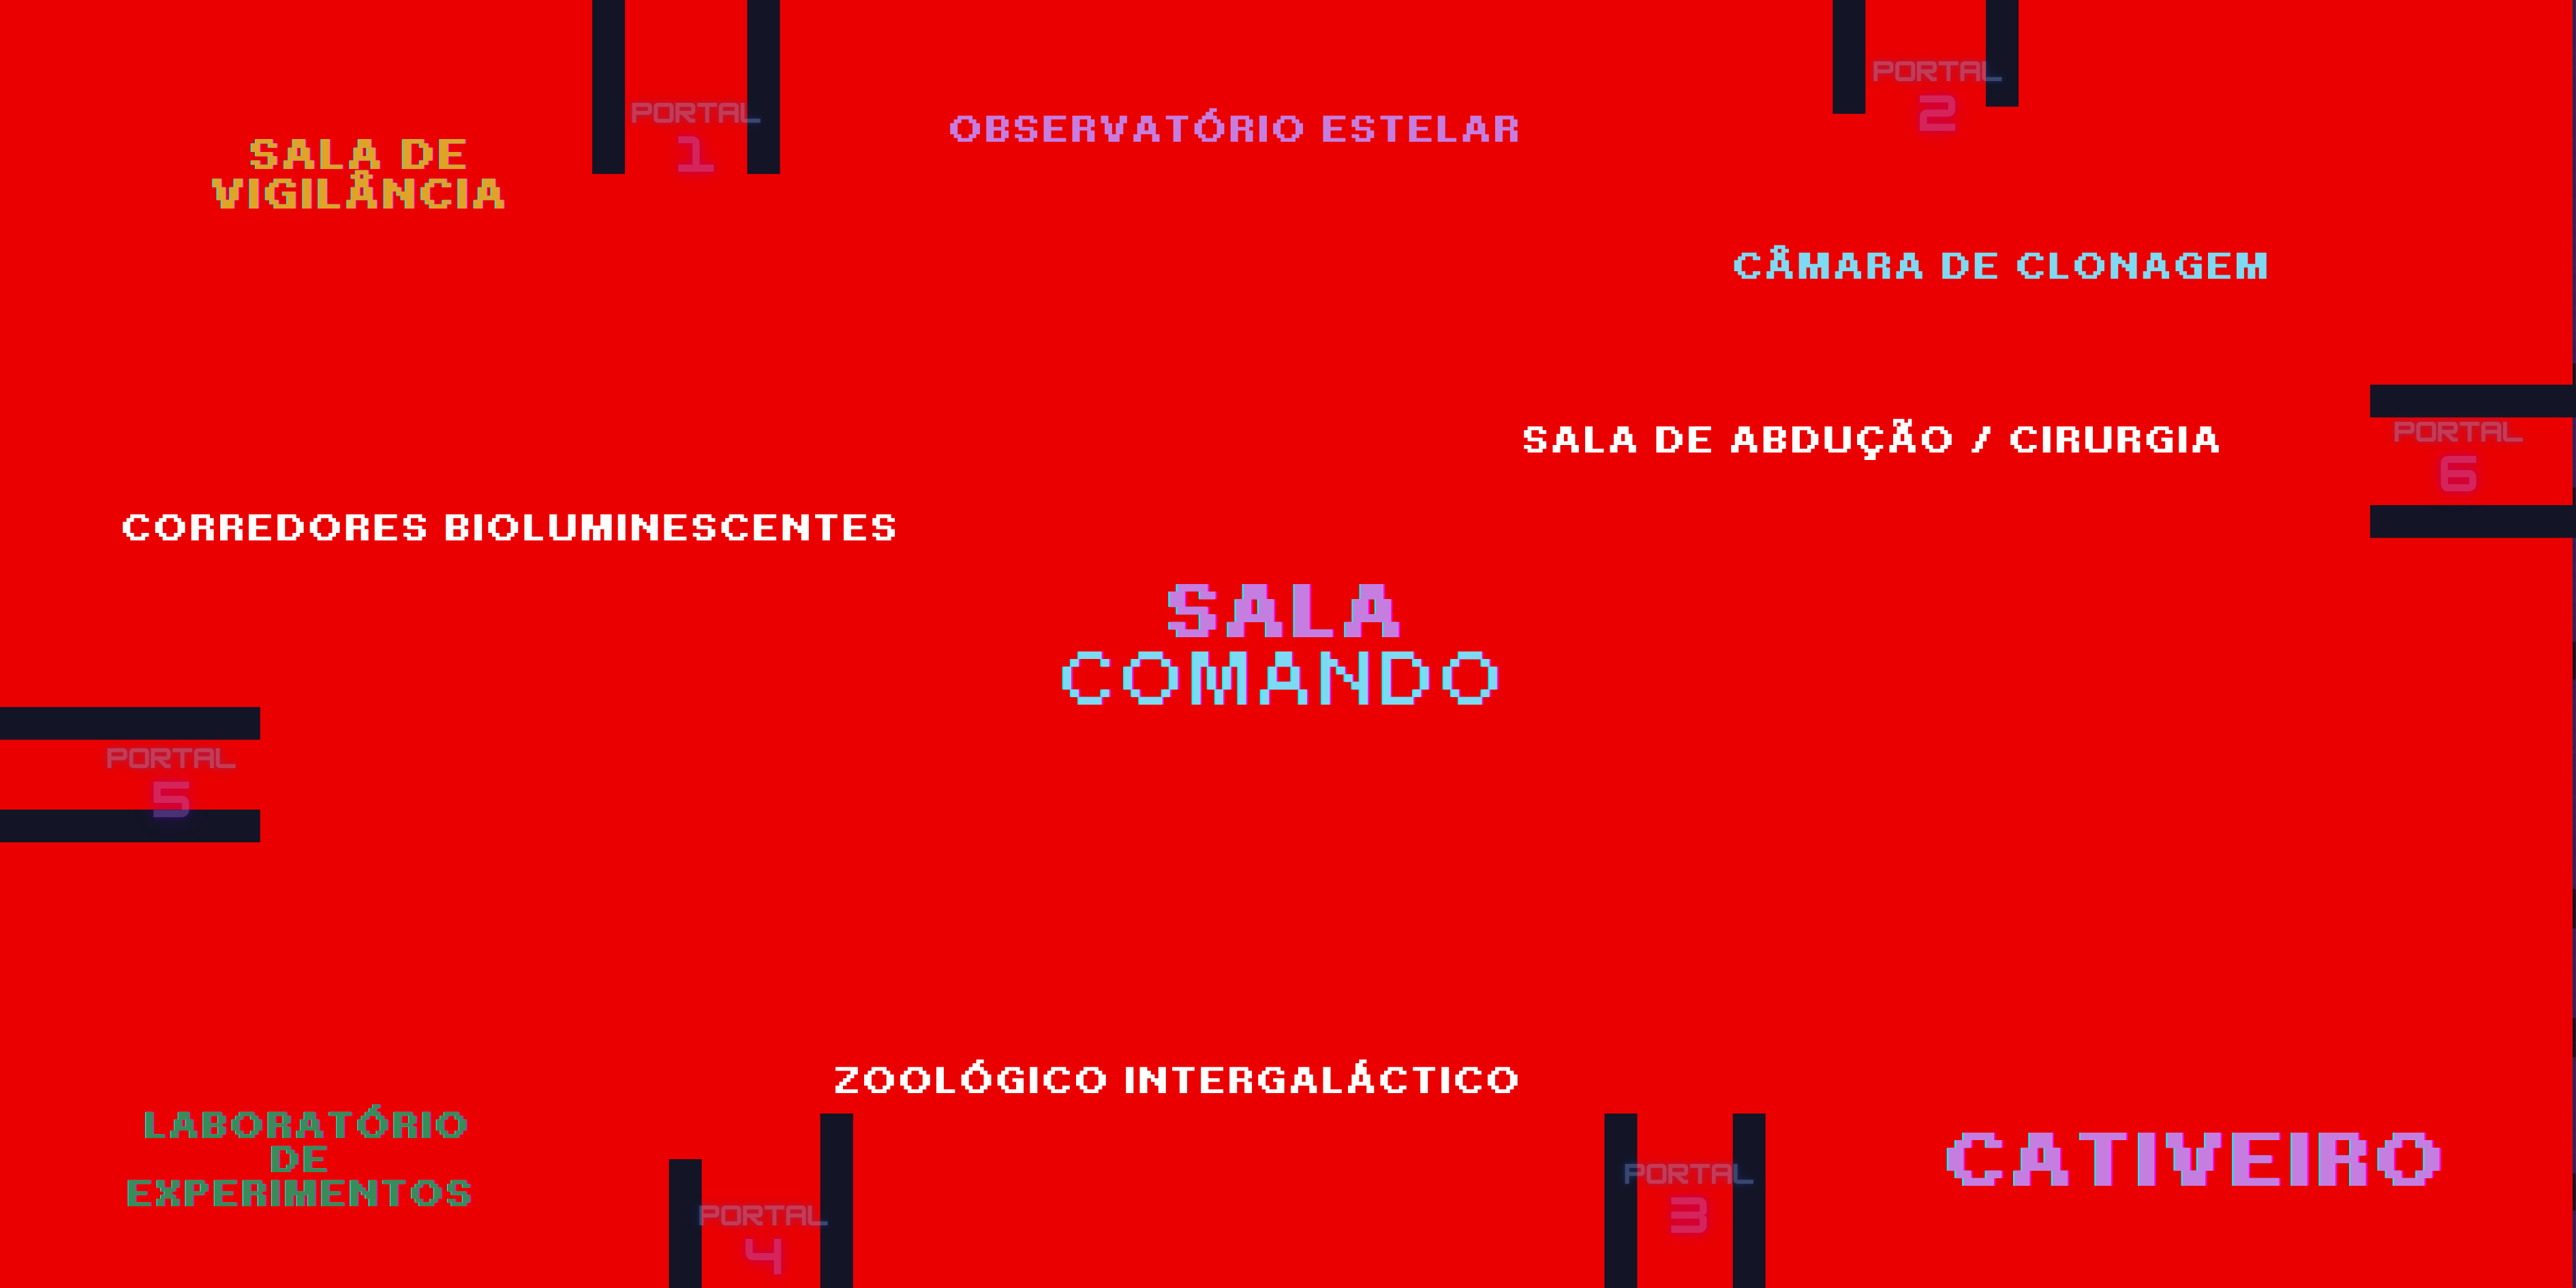 PORTAL
1
PORTAL
2
SALA DE
VIGILÂNCIA
OBSERVATÓRIO ESTELAR
CÂMARA DE CLONAGEM
SALA DE ABDUÇÃO / CIRURGIA
PORTAL
6
CORREDORES BIOLUMINESCENTES
SALA
COMANDO
PORTAL
5
ZOOLÓGICO INTERGALÁCTICO
LABORATÓRIO
DE
EXPERIMENTOS
PORTAL
4
PORTAL
3
CATIVEIRO